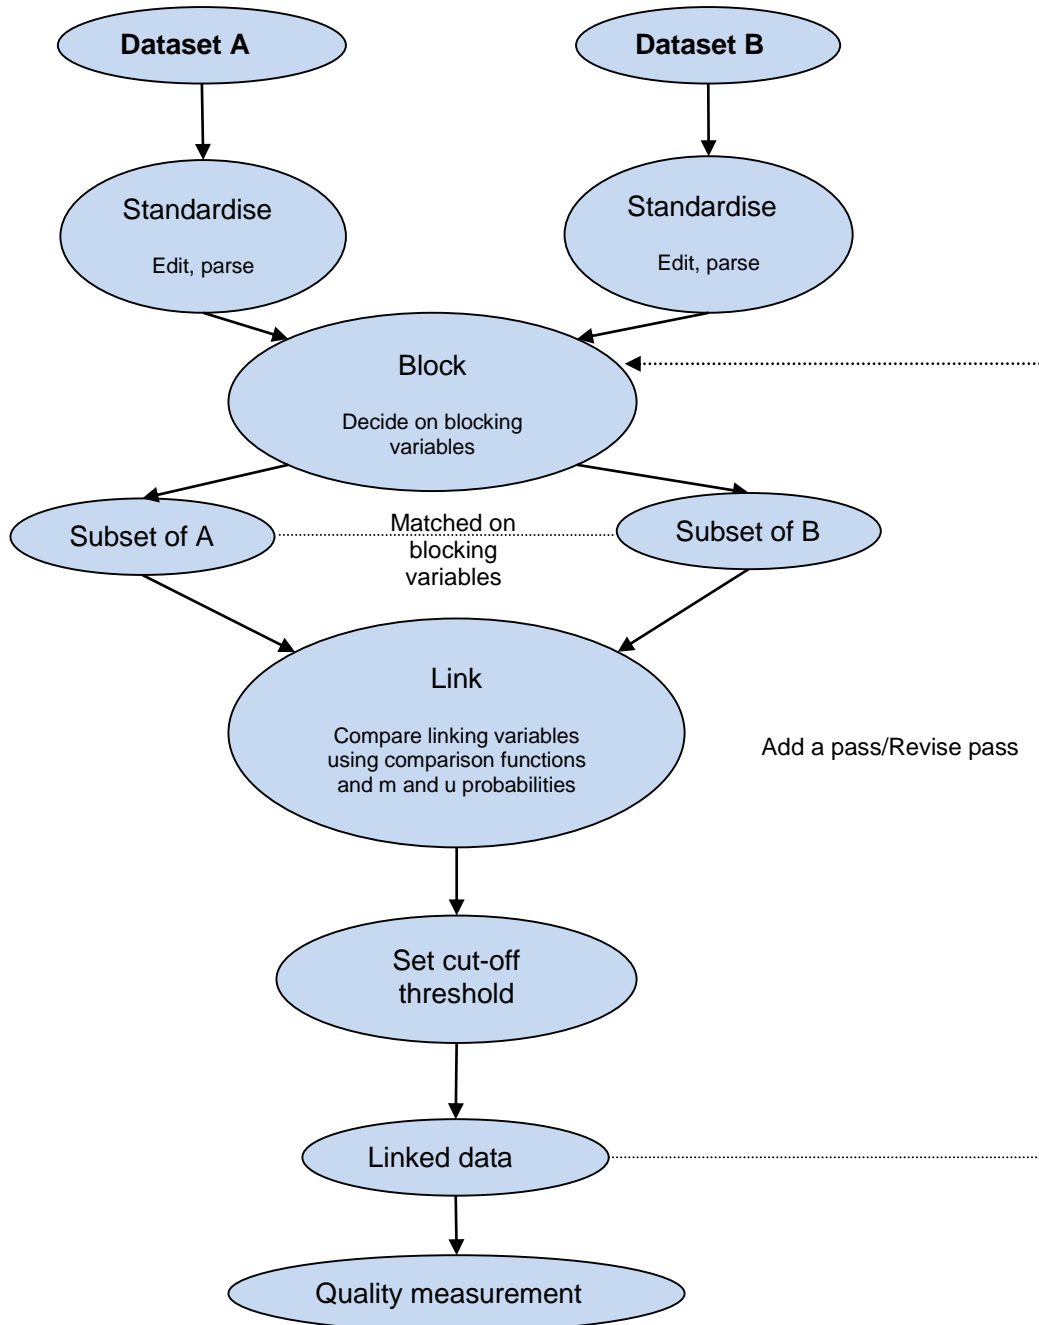 Dataset A
Dataset B
Standardise
Edit, parse
Standardise
Edit, parse
Block
Decide on blocking
variables
Subset of A
Matched on
blocking
variables
Subset of B
Link
Compare linking variables
using comparison functions
and m and u probabilities
Add a pass/Revise pass
Set cut-off
threshold
Linked data
Quality measurement